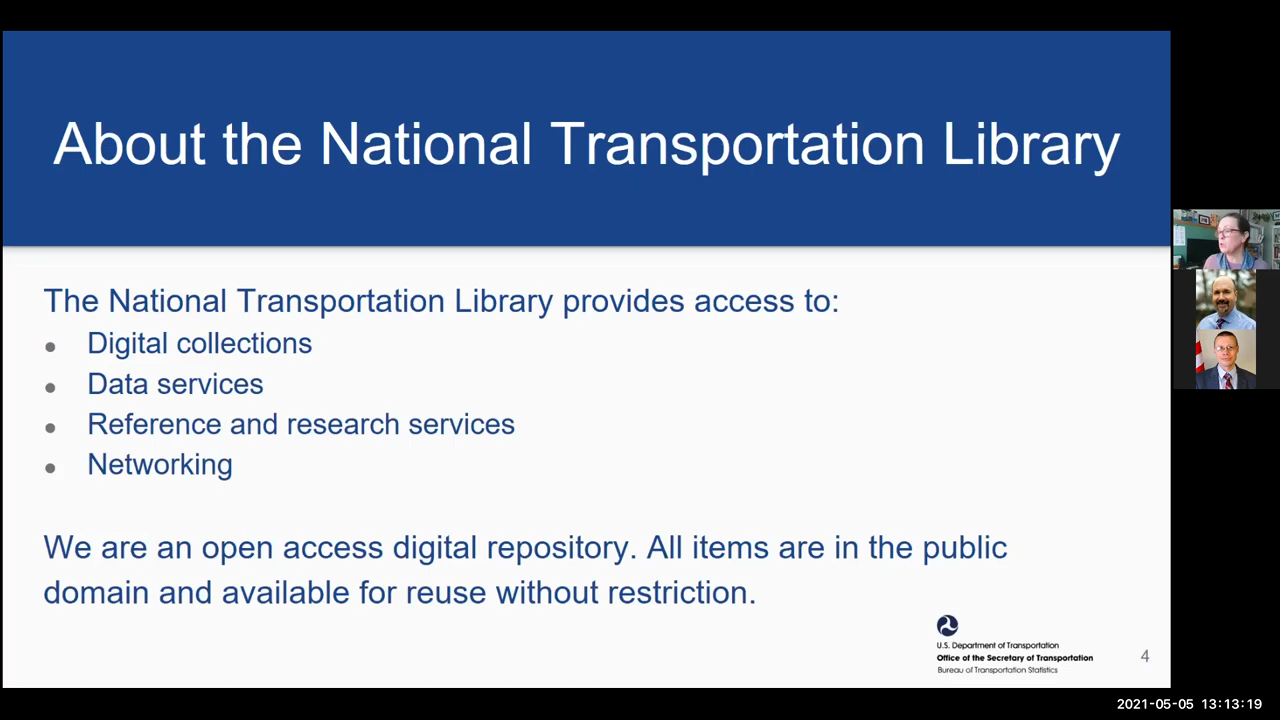 About the National Transportation Library
The National Transportation Library provides access to:
● Digital collections
● Data services
● Reference and research services
● Networking
We are an open access digital repository. All items are in the public
domain and available for reuse without restriction.
U.S. Department of Transportation
Office of the Secretary of Transportation
Bureau of Transportation Statistics
4
2021-05-05 13:13:19